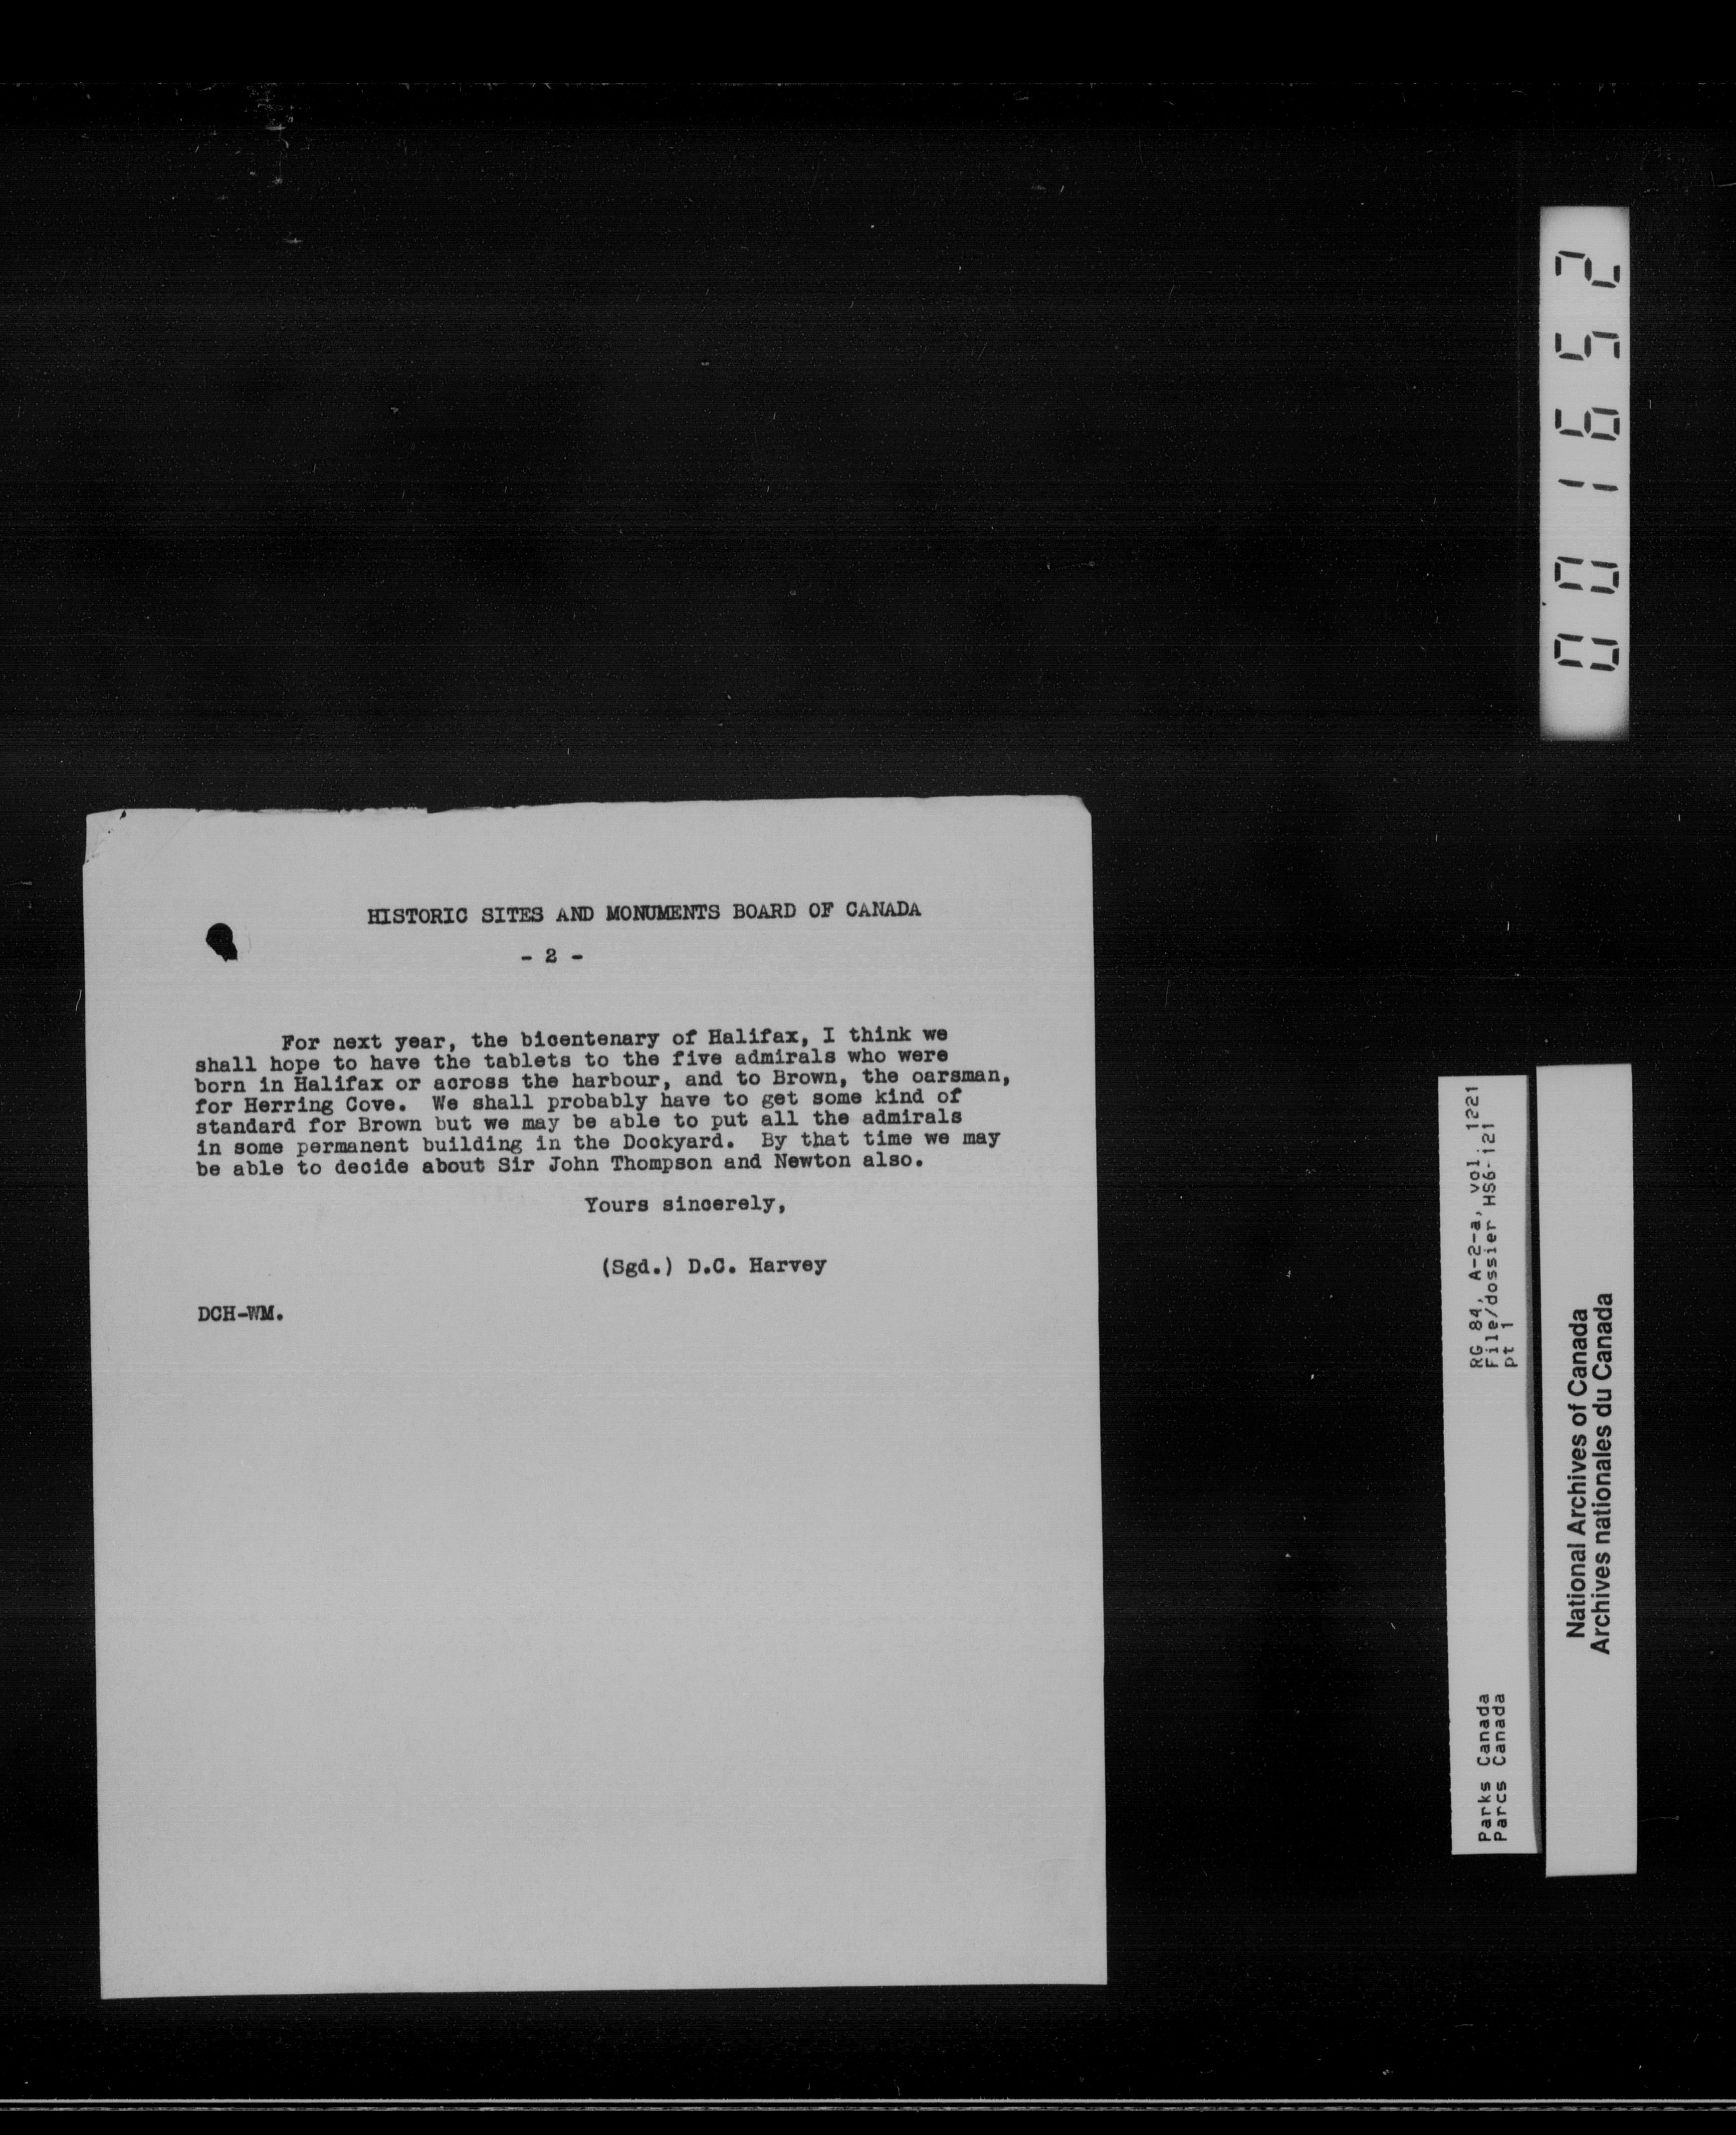 HISTORIC SITES AND MONUMENTS BOARD OF CANADA
- 2 -
For next year, the bicentenary of Halifax, I think we
shall hope to have the tablets to the five admirals who were
born in Halifax or across the harbour, and to Brown, the oarsman,
for Herring Cove. We shall probably have to get some kind of
standard for Brown but we may be able to put all the admirals
in some permanent building in the Dockyard. By that time we may
be able to decide about Sir John Thompson and Newton also.
Yours sincerely,
(Sgd.) D.C. Harvey
DCH-WM.
001652
RG 84, A-2-a, vol. 1221
File/dossier HS6-121
pt 1
Parks Canada
Parcs Canada
National Archives of Canada
Archives nationales du Canada